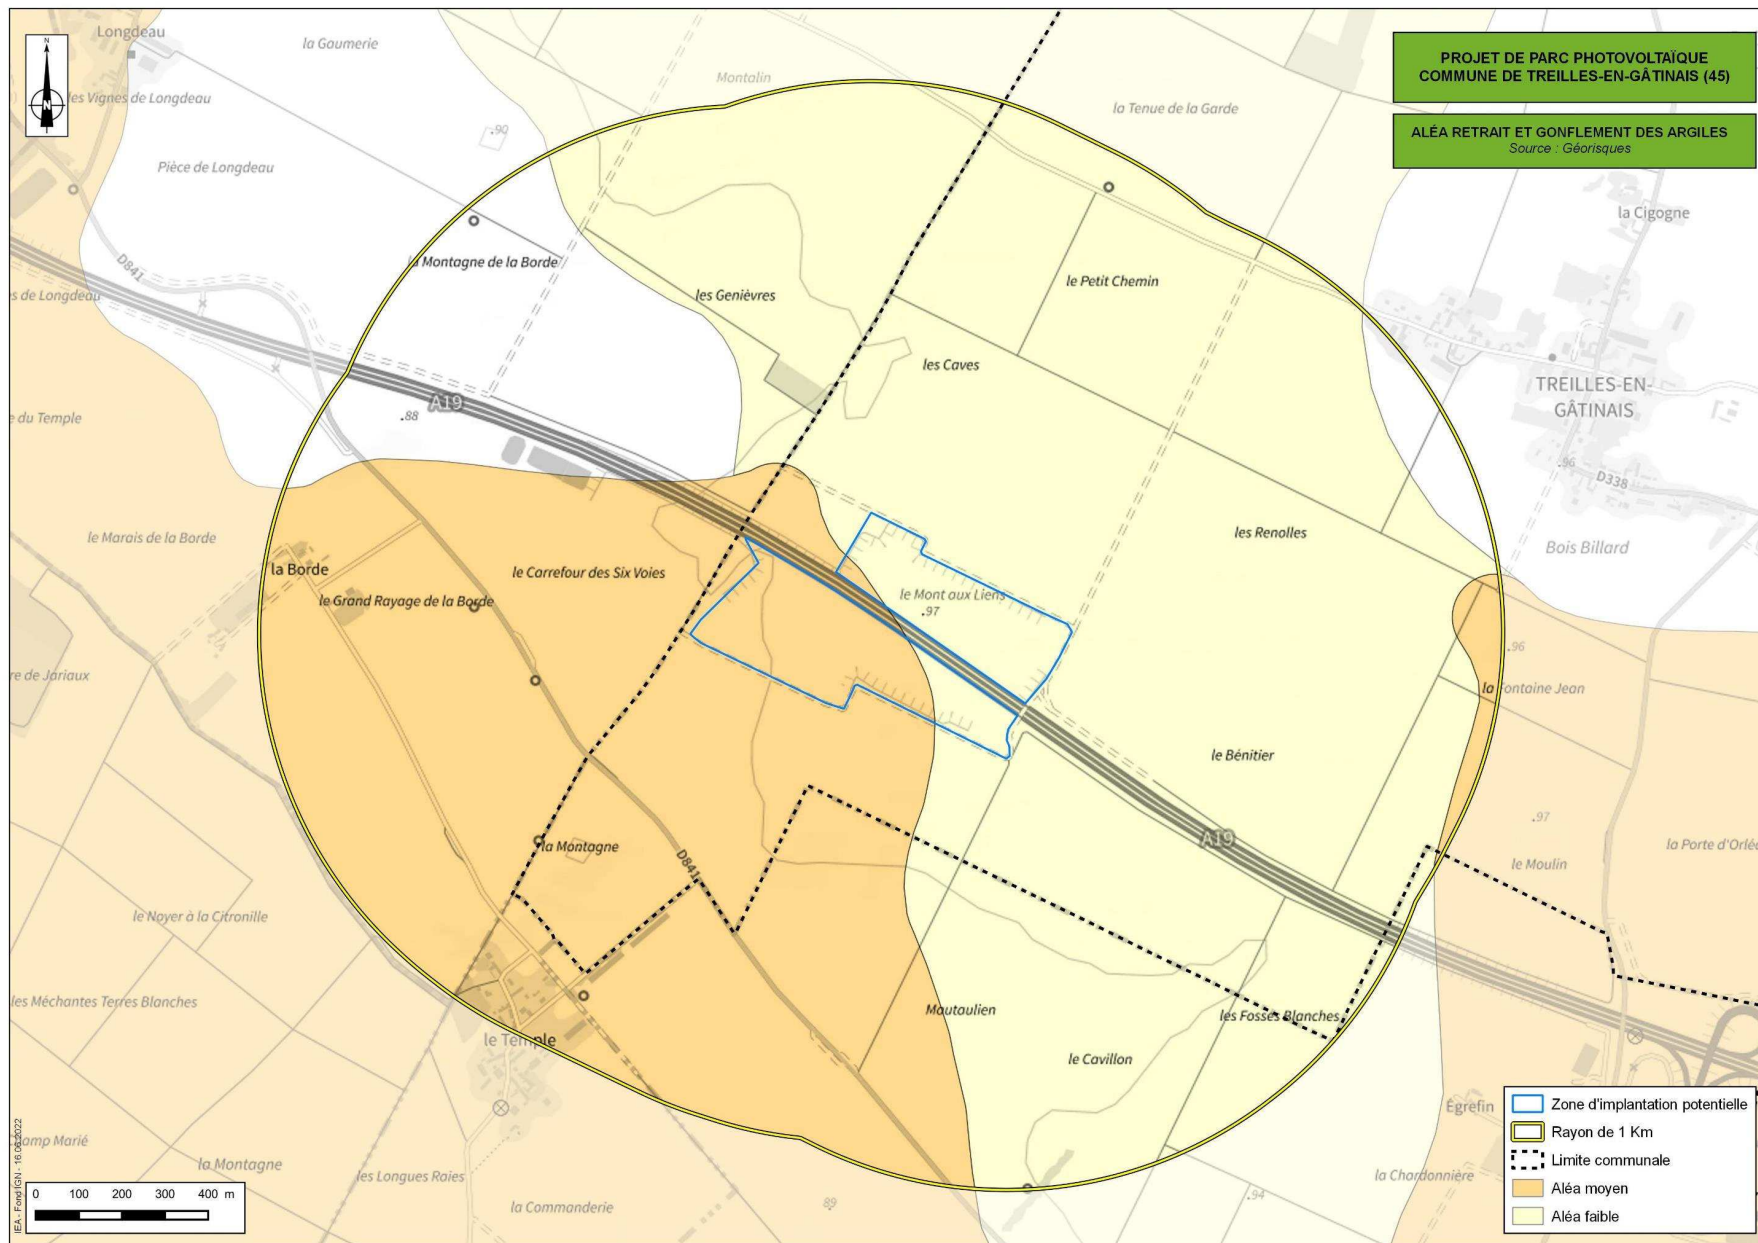 Longdeau
la Gaumerie
Montalin
la Tenue de la Garde
PROJET DE PARC PHOTOVOLTAÏQUE
COMMUNE DE TREILLES-EN-GÂTINAIS (45)
ALÉA RETRAIT ET GONFLEMENT DES ARGILES
Source : Géorisques
N
N
les Vignes de Longdeau
.90
Pièce de Longdeau
la Cigogne
D841
la Montagne de la Borde
le Petit Chemin
les Genièvres
es de Longdeau
les Caves
TREILLES-EN-
GÂTINAIS
A19
.88
e du Temple
.96
D338
les Renolles
le Marais de la Borde
Bois Billard
la Borde
le Carrefour des Six Voies
le Mont aux Liens
.97
le Grand Rayage de la Borde
.96
re de Jariaux
la Fontaine Jean
le Bénitier
.97
A19
la Porte d'Orlé
la Montagne
D841
le Moulin
le Noyer à la Citronille
les Méchantes Terres Blanches
Mautaulien
les Fossés Blanches
le Temple
le Cavillon
Égrefin
Zone d'implantation potentielle
Rayon de 1 Km
Limite communale
Aléa moyen
Aléa faible
hamp Marié
la Montagne
les Longues Raies
la Chardonnière
.94
la Commanderie
89
0 100 200 300 400 m
IEA - Fond IGN - 16.06.2022